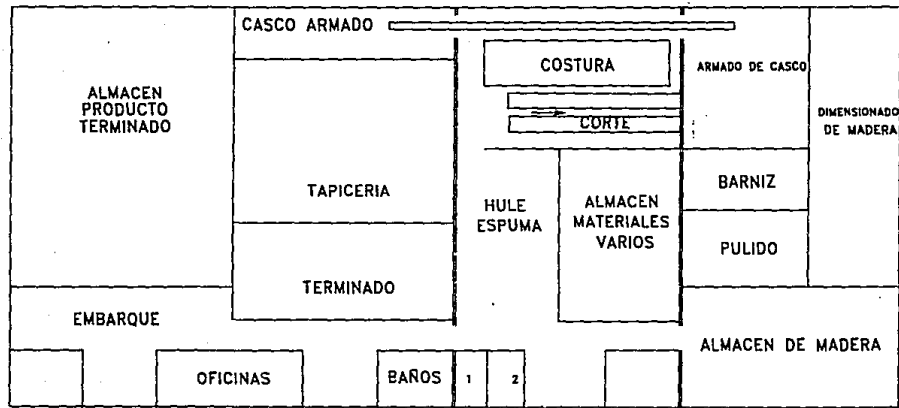 CASCO ARMADO
COSTURA
ARMADO DE CASCO
ALMACEN
PRODUCTO
TERMINADO
DIMENSIONADO
DE MADERA
CORTE
TAPICERIA
HULE
ESPUMA
ALMACEN
MATERIALES
VARIOS
BARNIZ
PULIDO
TERMINADO
EMBARQUE
ALMACEN DE MADERA
OFICINAS
BAÑOS
1
2